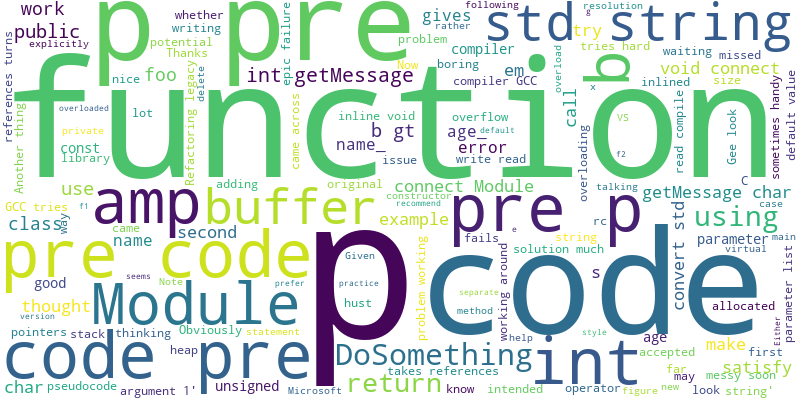 work
public
p
pre
gives
std string
following
resolution
g
try
whether
writing
potential
Thanks
explicitly
nice
foo
int getMessage
epic failure
rather
compiler
boring
problem
Now
em
compiler GCC
overload
tries hard
waiting
missed
void connect
size
b
inlined
references turns
function
overloaded
delete
Refactoring legacy
lot
private
const
library
came across
inline void
overflow
default
b gt
age_
name_
error
issue
write read
call
x
VS
f2
overloading
read compile
Gee look
sometimes handy
default value
Another thing
use
adding
original
constructor
recommend
connect Module
talking
C
getMessage char
GCC tries
f1
amp
buffer
pre p
using
case
class
way
came
name
second
example
fails
e
string
rc
parameter
main
virtual
pre code
p
code
convert std
solution much
working around
s
parameter list
good
seems
Note
prefer
Given
practice
problem working
hust
separate
method
thought
Module
allocated
version
pointers
stack
thinking
Obviously
statement
help
style
age
make
first
Either
code pre
heap
DoSomething
int
accepted
satisfy
takes references
far
may
messy soon
char
pseudocode
argument 1'
unsigned
Microsoft
return
know
intended
operator
figure
new
look
string'